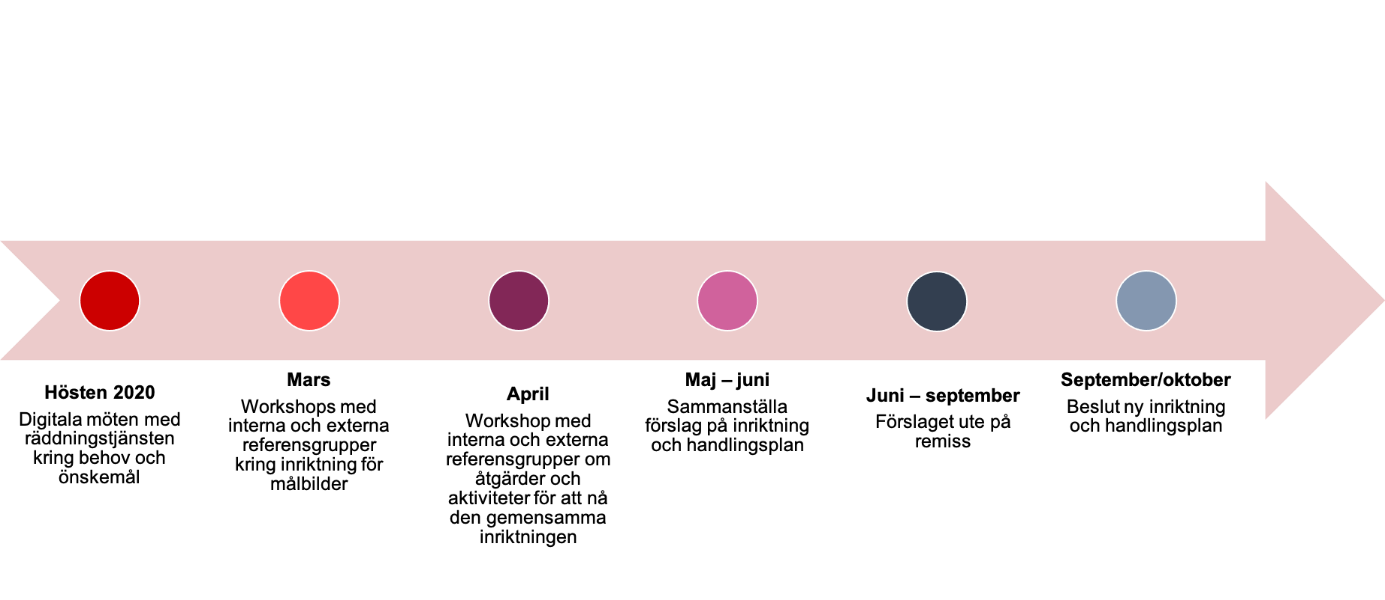 Hösten 2020
Digitala möten med
räddningstjänsten
kring behov och
önskemål
Mars
Workshops med
interna och externa
referensgrupper
kring inriktning för
målbilder
April
Workshop med
interna och externa
referensgrupper om
åtgärder och
aktiviteter för att nå
den gemensamma
inriktningen
Maj – juni
Sammanställa
förslag på inriktning
och handlingsplan
Juni – september
Förslaget ute på
remiss
September/oktober
Beslut ny inriktning
och handlingsplan